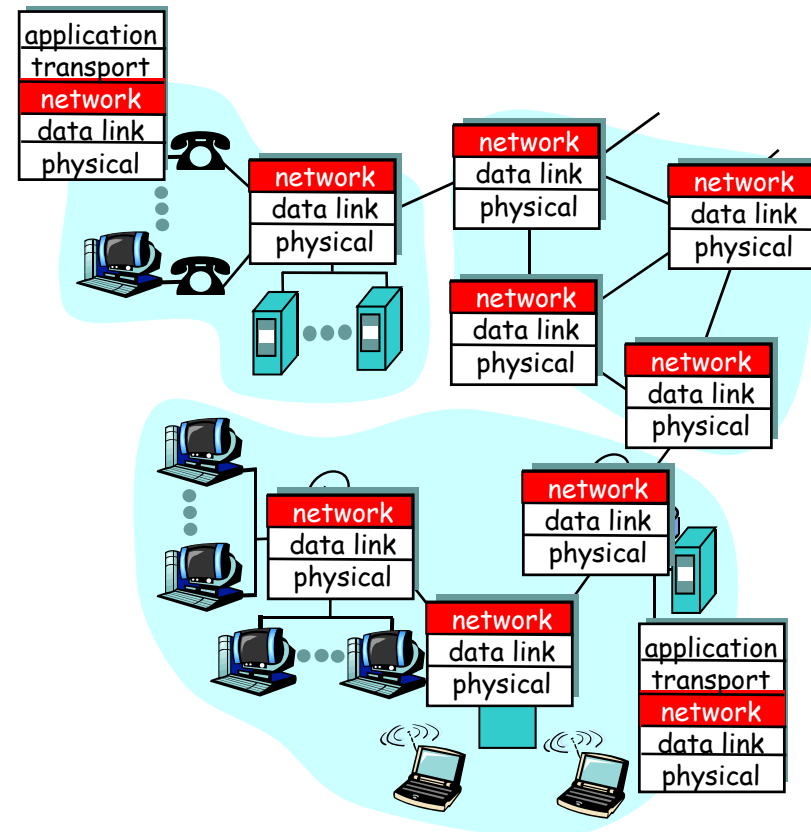 application
transport
network
data link
physical
network
data link
physical
network
data link
physical
network
data link
physical
network
data link
physical
network
data link
physical
network
data link
physical
network
data link
physical
network
data link
physical
application
transport
network
data link
physical